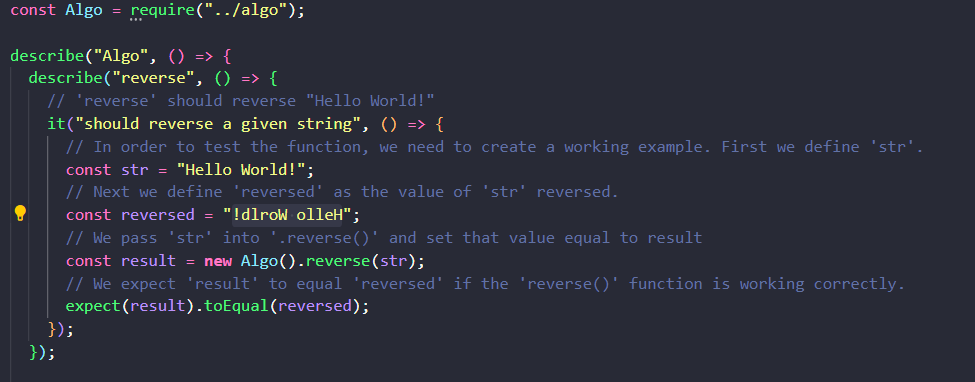 const Algo = require("../algo");
describe("Algo", () => {
describe("reverse", () => {
// 'reverse' should reverse "Hello World!"
it("should reverse a given string", () => {
// In order to test the function, we need to create a working example. First we define 'str'.
const str = "Hello World!";
// Next we define 'reversed' as the value of 'str' reversed.
const reversed = "!dlroW olleH";
// We pass 'str' into '.reverse()' and set that value equal to result
const result = new Algo().reverse(str);
// We expect 'result' to equal 'reversed' if the 'reverse()' function is working correctly.
expect(result).toEqual(reversed);
});
});